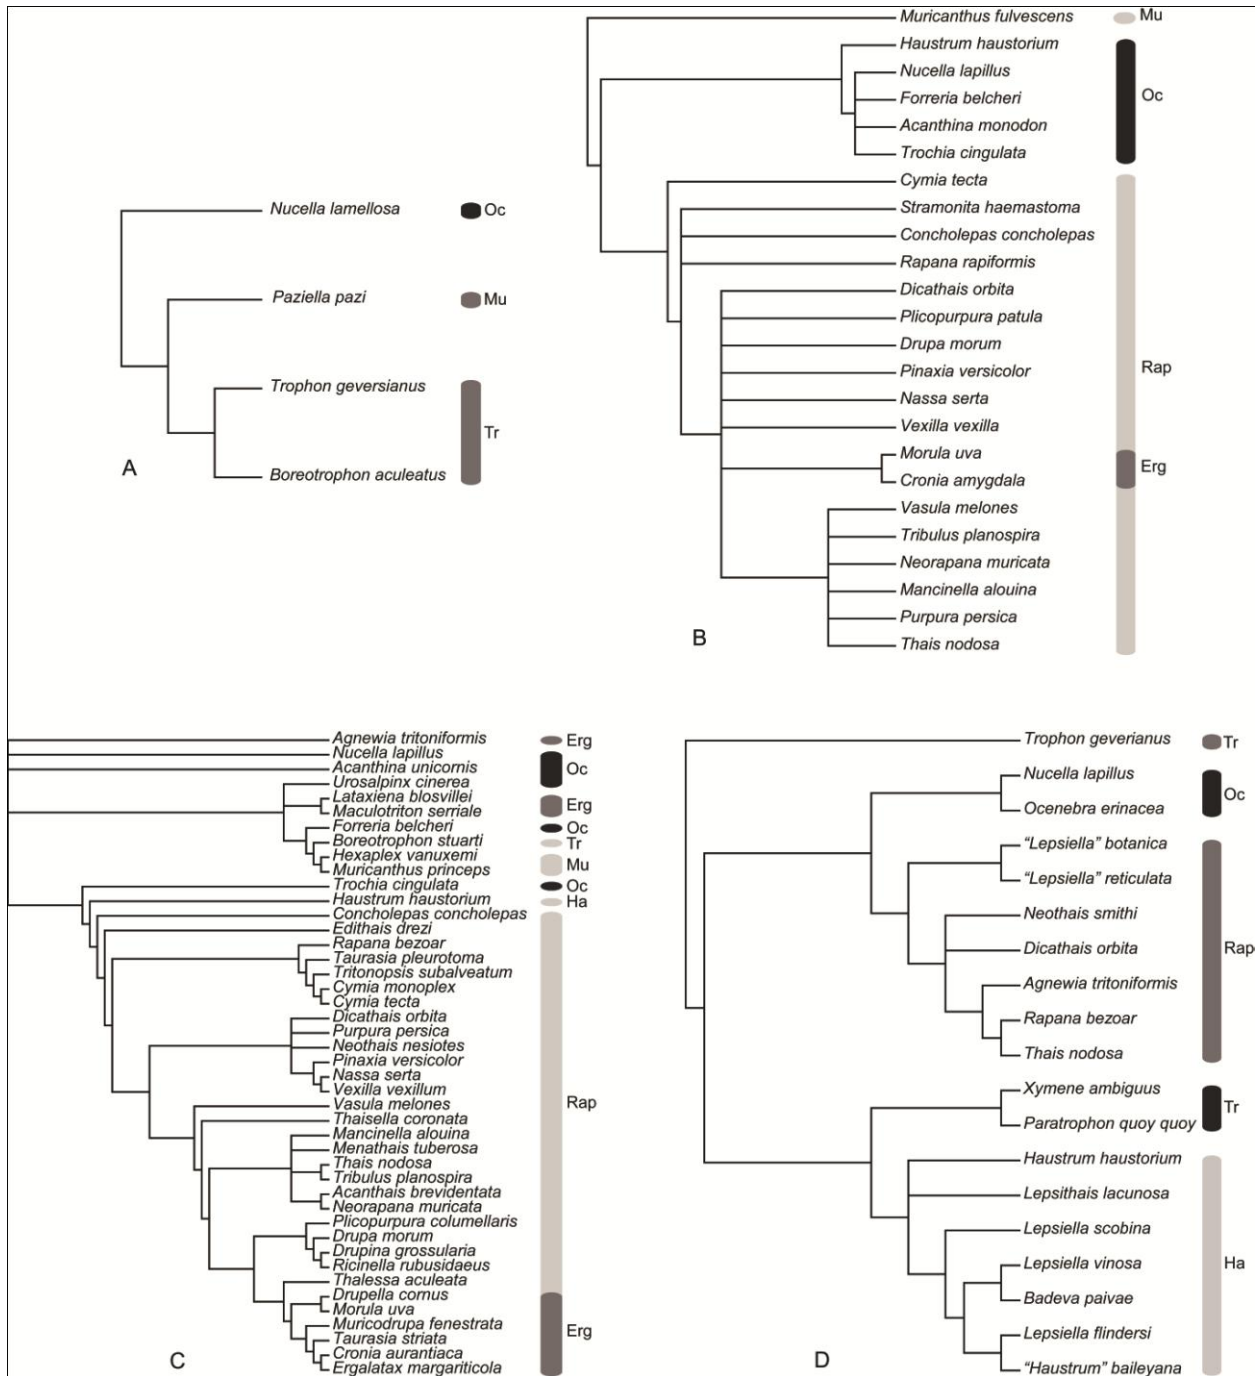 Nucella lamellosa
Oc
Paziella pazi
Mu
Trophon geversianus
Tr
Boreotrophon aculeatus
A
Muricanthus fulvescens
Mu
Haustrum haustorium
Nucella lapillus
Forreria belcheri
Oc
Acanthina monodon
Trochia cingulata
Cymia tecta
Stramonita haemastoma
Concholepas concholepas
Rapana rapiformis
Dicathais orbita
Plicopurpura patula
Drupa morum
Pinaxia versicolor
Rap
Nassa serta
Vexilla vexilla
Morula uva
Erg
Cronia amygdala
Vasula melones
Tribulus planospira
Neorapana muricata
Mancinella alouina
Purpura persica
Thais nodosa
B
Agnewia tritoniformis
Erg
Nucella lapillus
Acanthina unicornis
Oc
Urosalpinx cinerea
Lataxiena blosvillei
Erg
Maculotriton serriale
Forreria belcheri
Oc
Boreotrophon stuarti
Tr
Hexaplex vanuxemi
Mu
Muricanthus princeps
Trochia cingulata
Oc
Haustrum haustorium
Ha
Concholepas concholepas
Edithais drezi
Rapana bezoar
Taurasia pleurotoma
Tritonopsis subalveatum
Cymia monoplex
Cymia tecta
Dicathais orbita
Purpura persica
Neothais nesiotes
Pinaxia versicolor
Nassa serta
Vexilla vexillum
Rap
Vasula melones
Thaisella coronata
Mancinella alouina
Menathais tuberosa
Thais nodosa
Tribulus planospira
Acanthais brevidentata
Neorapana muricata
Plicopurpura columellaris
Drupa morum
Drupina grossularia
Ricinella rubusidaeus
Thalessa aculeata
Drupella cornus
Morula uva
Muricodrupa fenestrata
Erg
Taurasia striata
Cronia aurantiaca
Ergalatax margariticola
C
Trophon geverianus
Tr
Nucella lapillus
Oc
Ocenebra erinacea
“Lepsiella” botanica
“Lepsiella” reticulata
Neothais smithi
Dicathais orbita
Rap
Agnewia tritoniformis
Rapana bezoar
Thais nodosa
Xymene ambiguus
Tr
Paratrophon quoy quoy
Haustrum haustorium
Lepsithais lacunosa
Lepsiella scobina
Ha
Lepsiella vinosa
Badeva paivae
Lepsiella flindersi
“Haustrum” baileyana
D